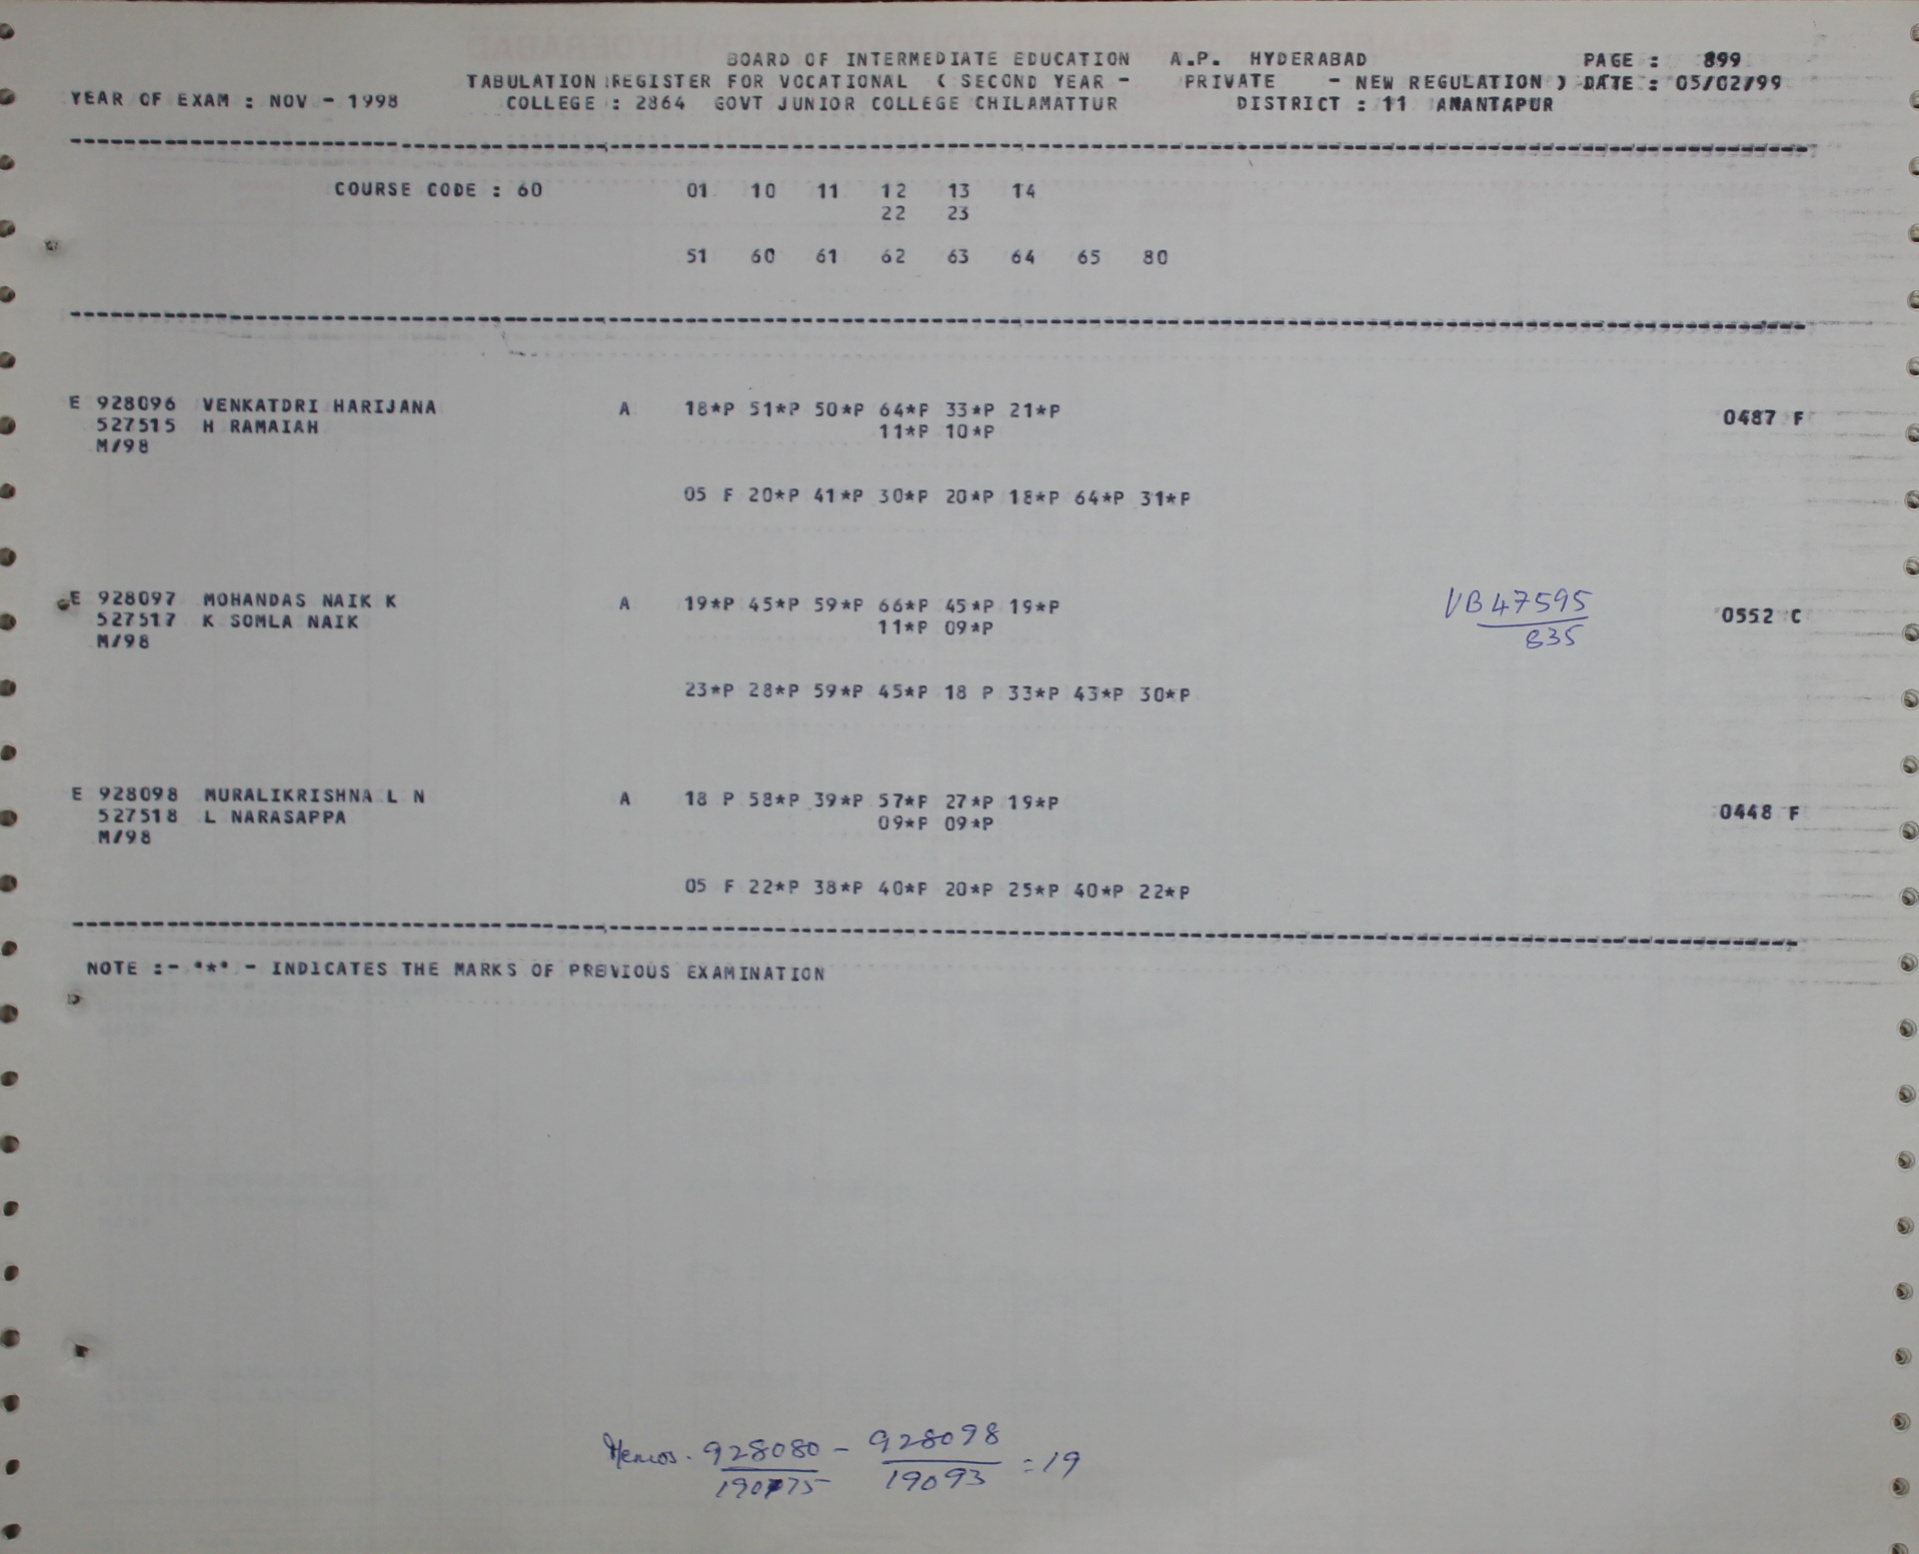 BOARD OF INTERMEDIATE EDUCATION A.P. HYDERABAD PAGE : 899
TABULATION REGISTER FOR VOCATIONAL ( SECOND YEAR - PRIVATE - NEW REGULATION ) DATE : 05/02/99
YEAR OF EXAM : NOV - 1998 COLLEGE : 2864 GOVT JUNIOR COLLEGE CHILAMATTUR DISTRICT : 11 ANANTAPUR
COURSE CODE : 60 01 10 11 12 13 14
22 23
51 60 61 62 63 64 65 80
E 928096 VENKATDRI HARIJANA A 18*P 51*P 50*P 64*P 33*P 21*P 0487 F
527515 H RAMAIAH 11*P 10*P
M/98
05 F 20*P 41*P 30*P 20*P 18*P 64*P 31*P
E 928097 MOHANDAS NAIK K A 19*P 45*P 59*P 66*P 45*P 19*P VB 47595 0552 C
527517 K SOMLA NAIK 11*P 09*P 835
M/98
23*P 28*P 59*P 45*P 18 P 33*P 43*P 30*P
E 928098 MURALIKRISHNA L N A 18 P 58*P 39*P 57*P 27*P 19*P 0448 F
527518 L NARASAPPA 09*P 09*P
M/98
05 F 22*P 38*P 40*P 20*P 25*P 40*P 22*P
NOTE :- "*" - INDICATES THE MARKS OF PREVIOUS EXAMINATION
Memos. 928080 - 928098 = 19
19093